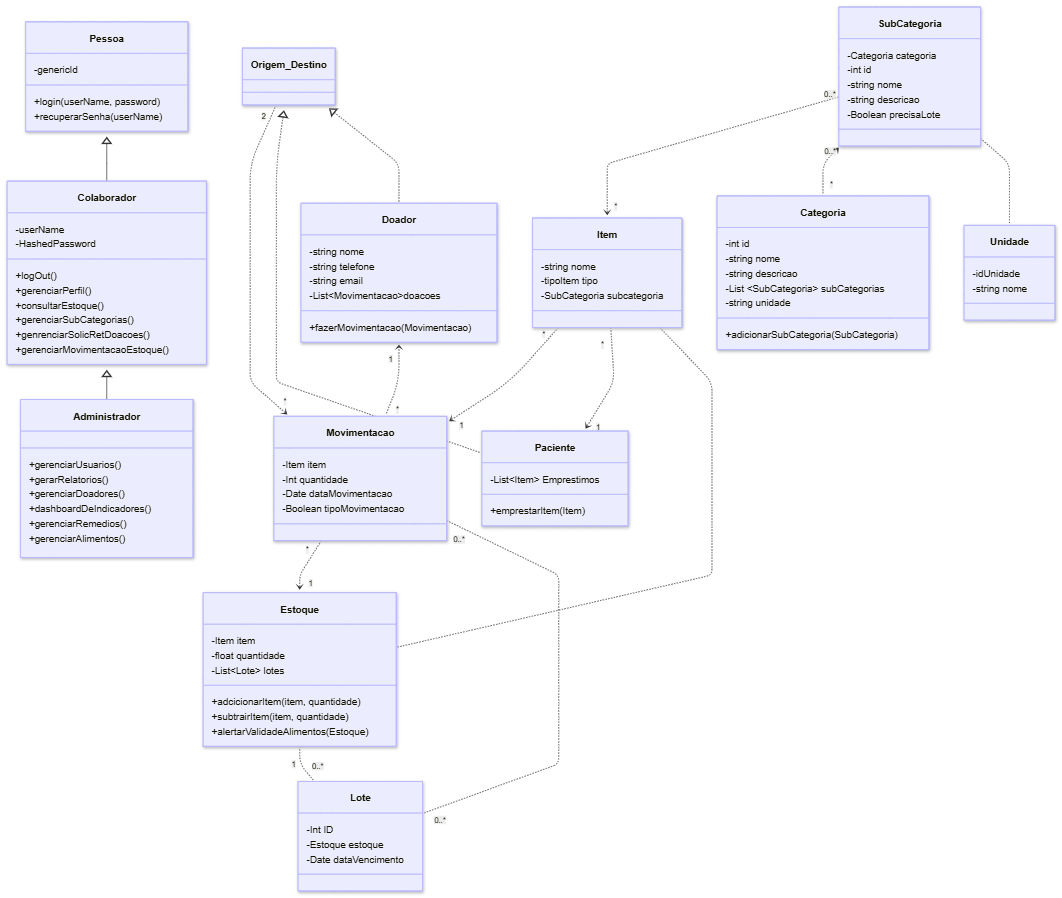 Pessoa
-genericId
+login(userName, password)
+recuperarSenha(userName)
Colaborador
-userName
-HashedPassword
+logOut()
+gerenciarPerfil()
+consultarEstoque()
+gerenciarSubCategorias()
+genrenciarSolicRetDoacoes()
+gerenciarMovimentacaoEstoque()
Administrador
+gerenciarUsuarios()
+gerarRelatorios()
+gerenciarDoadores()
+dashboardDeIndicadores()
+gerenciarRemedios()
+gerenciarAlimentos()
Origem_Destino
2
*
Doador
-string nome
-string telefone
-string email
-List<Movimentacao>doacoes
+fazerMovimentacao(Movimentacao)
1
*
SubCategoria
-Categoria categoria
-int id
-string nome
-string descricao
-Boolean precisaLote
0..*
*
0..*
*
Item
-string nome
-tipoItem tipo
-SubCategoria subcategoria
*
1
*
1
Categoria
-int id
-string nome
-string descricao
-List <SubCategoria> subCategorias
-string unidade
+adicionarSubCategoria(SubCategoria)
Unidade
-idUnidade
-string nome
Movimentacao
-Item item
-Int quantidade
-Date dataMovimentacao
-Boolean tipoMovimentacao
Paciente
-List<Item> Emprestimos
+emprestarItem(Item)
*
1
0..*
0..*
Estoque
-Item item
-float quantidade
-List<Lote> lotes
+adcicionarItem(item, quantidade)
+subtrairItem(item, quantidade)
+alertarValidadeAlimentos(Estoque)
1
0..*
Lote
-Int ID
-Estoque estoque
-Date dataVencimento